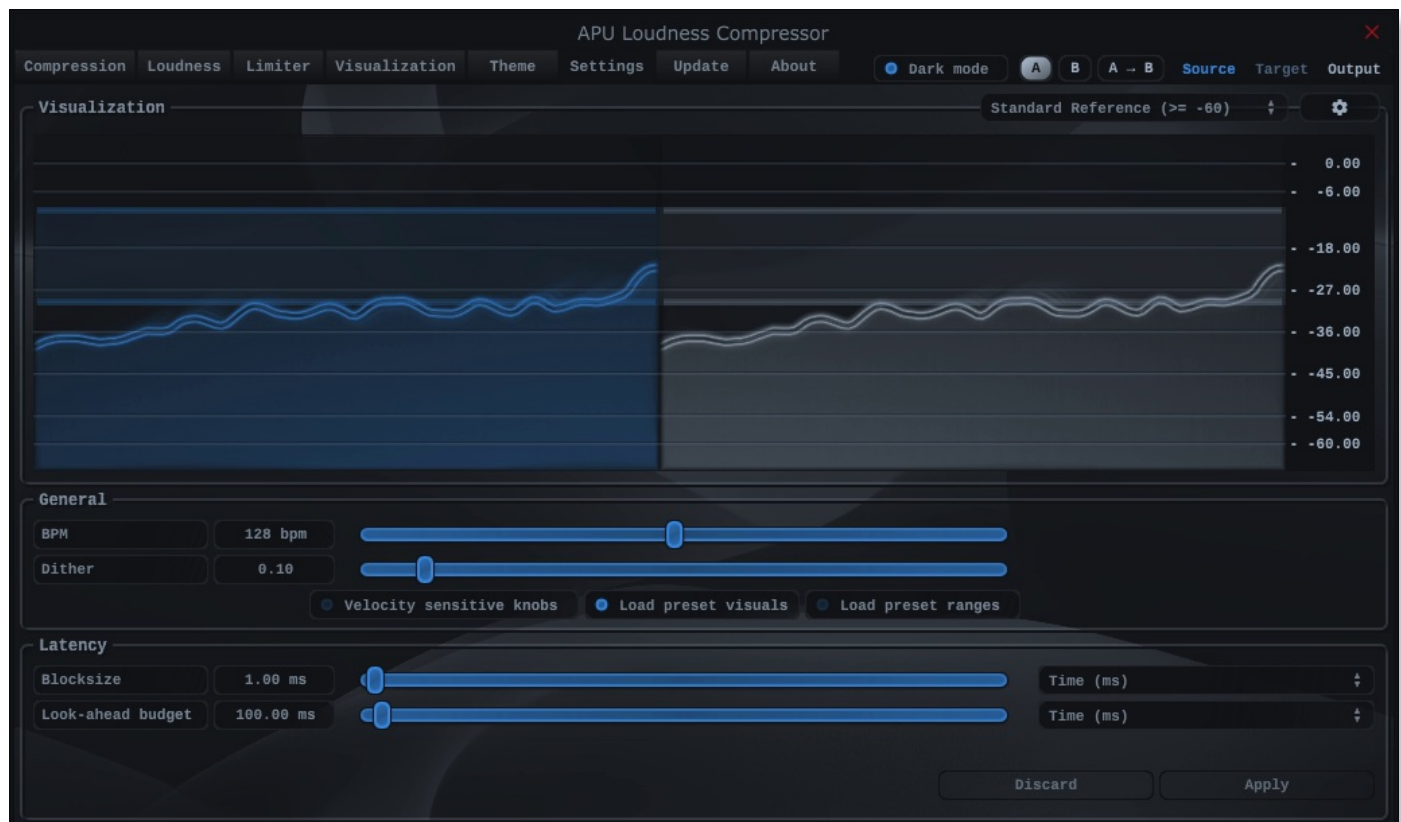 APU Loudness Compressor
Compression Loudness Limiter Visualization Theme Settings Update About Dark mode A B A → B Source Target Output
Visualization Standard Reference (>= -60)
- 0.00
- -6.00
- -18.00
- -27.00
- -36.00
- -45.00
- -54.00
- -60.00
General
BPM 128 bpm
Dither 0.10
Velocity sensitive knobs Load preset visuals Load preset ranges
Latency
Blocksize 1.00 ms Time (ms)
Look-ahead budget 100.00 ms Time (ms)
Discard Apply